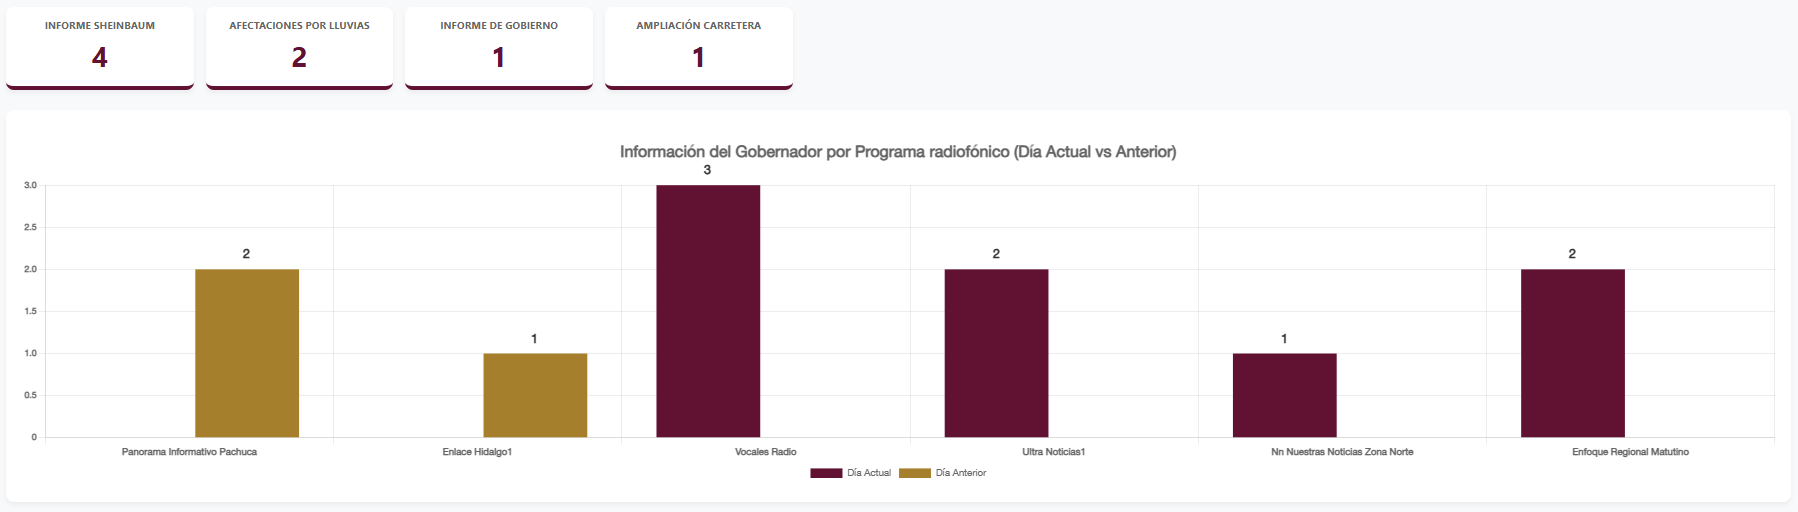 INFORME SHEINBAUM
4
AFECTACIONES POR LLUVIAS
2
INFORME DE GOBIERNO
1
AMPLIACIÓN CARRETERA
1
Información del Gobernador por Programa radiofónico (Día Actual vs Anterior)
3.0
2.5
2.0
1.5
1.0
0.5
0
2
1
3
2
1
2
Panorama Informativo Pachuca
Enlace Hidalgo1
Vocales Radio
Ultra Noticias1
Nn Nuestras Noticias Zona Norte
Enfoque Regional Matutino
Día Actual
Día Anterior